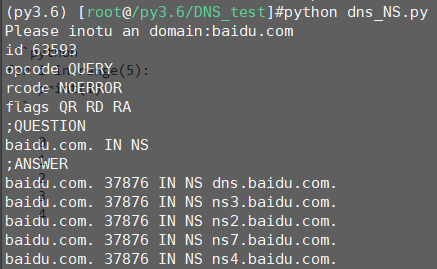 (py3.6) [root@/py3.6/DNS_test]#python dns_NS.py
Please inotu an domain:baidu.com
id 63593
opcode QUERY
rcode NOERROR
flags QR RD RA
;QUESTION
baidu.com. IN NS
;ANSWER
baidu.com. 37876 IN NS dns.baidu.com.
baidu.com. 37876 IN NS ns3.baidu.com.
baidu.com. 37876 IN NS ns2.baidu.com.
baidu.com. 37876 IN NS ns7.baidu.com.
baidu.com. 37876 IN NS ns4.baidu.com.